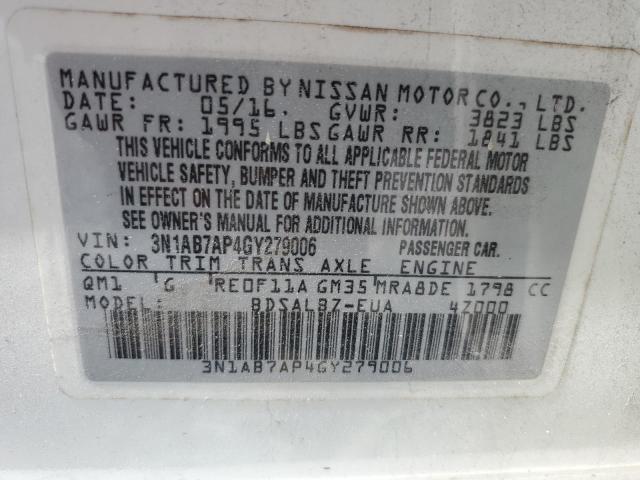 MANUFACTURED BY NISSAN MOTOR CO., LTD.
DATE: 05/16. GVWR: 3823 LBS
GAWR FR: 1995 LBS GAWR RR: 1841 LBS
THIS VEHICLE CONFORMS TO ALL APPLICABLE FEDERAL MOTOR
VEHICLE SAFETY, BUMPER AND THEFT PREVENTION STANDARDS
IN EFFECT ON THE DATE OF MANUFACTURE SHOWN ABOVE.
SEE OWNER'S MANUAL FOR ADDITIONAL INFORMATION.
VIN: 3N1AB7AP4GY279006 PASSENGER CAR.
COLOR TRIM TRANS AXLE ENGINE
QM1 G RE0F11A GM35 MRA8DE 1798 CC
BDSALBZ-EUA 4Z000
3N1AB7AP4GY279006